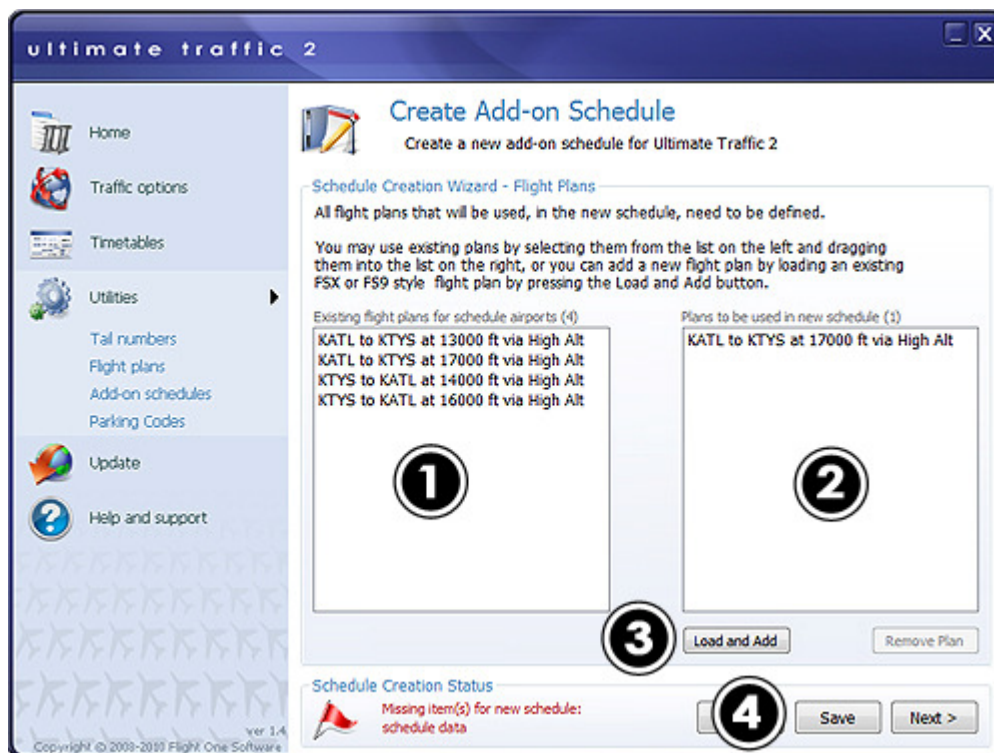 ultimate traffic 2
Home
Traffic options
Timetables
Utilities
Tail numbers
Flight plans
Add-on schedules
Parking Codes
Update
Help and support
ver 1.4
Copyright © 2008-2010 Flight One Software
Create Add-on Schedule
Create a new add-on schedule for Ultimate Traffic 2
Schedule Creation Wizard - Flight Plans
All flight plans that will be used, in the new schedule, need to be defined.
You may use existing plans by selecting them from the list on the left and dragging
them into the list on the right, or you can add a new flight plan by loading an existing
FSX or FS9 style flight plan by pressing the Load and Add button.
Existing flight plans for schedule airports (4)
KATL to KTYS at 13000 ft via High Alt
KATL to KTYS at 17000 ft via High Alt
KTYS to KATL at 14000 ft via High Alt
KTYS to KATL at 16000 ft via High Alt
1
Plans to be used in new schedule (1)
KATL to KTYS at 17000 ft via High Alt
2
3
Load and Add
Remove Plan
Schedule Creation Status
Missing item(s) for new schedule:
schedule data
4
Save
Next >